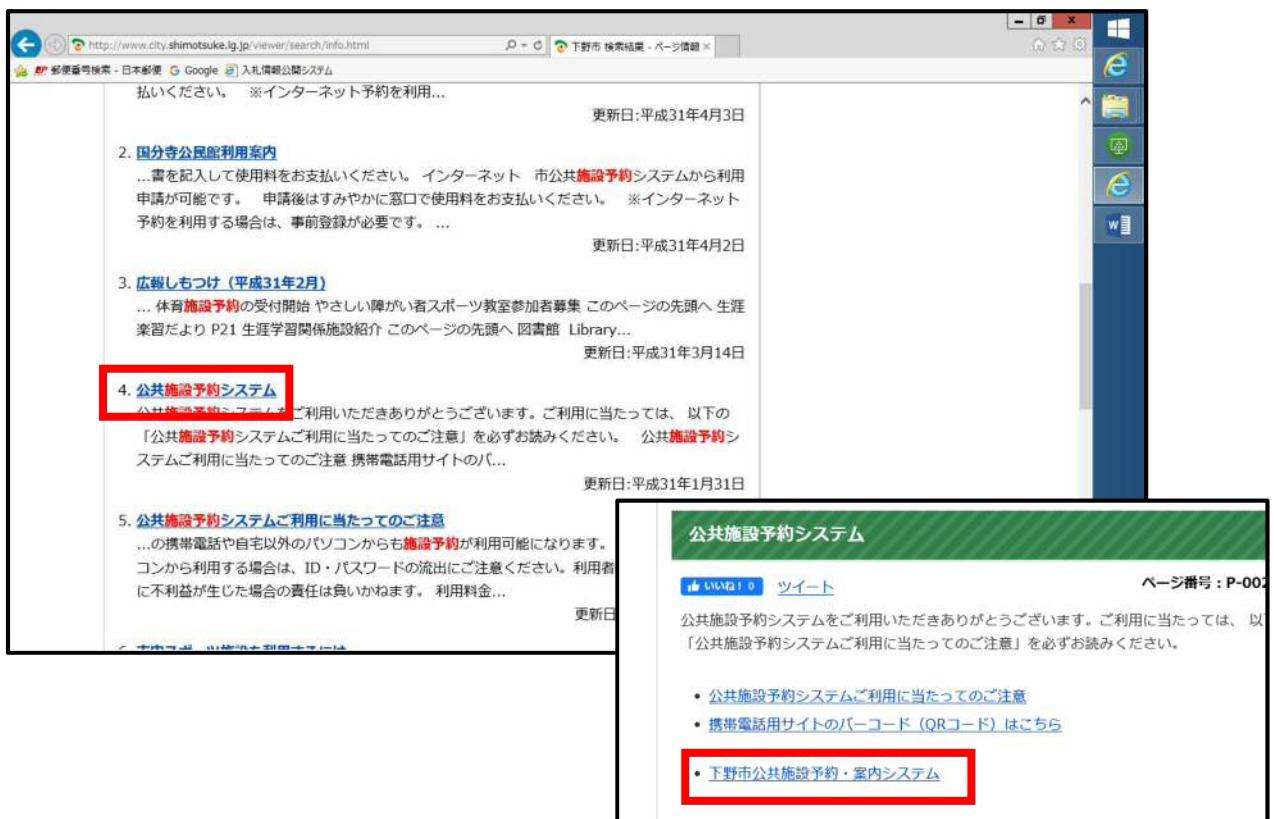 http://www.city.shimotsuke.lg.jp/viewer/search/info.html
下野市 検索結果 - ページ情報
郵便番号検索 - 日本郵便 Google 入札情報公開システム
払いください。 ※インターネット予約を利用...
更新日:平成31年4月3日
2. 国分寺公民館利用案内
...書を記入して使用料をお支払いください。 インターネット 市公共施設予約システムから利用
申請が可能です。 申請後はすみやかに窓口で使用料をお支払いください。 ※インターネット
予約を利用する場合は、事前登録が必要です。 ...
更新日:平成31年4月2日
3. 広報しもつけ（平成31年2月)
... 体育施設予約の受付開始 やさしい障がい者スポーツ教室参加者募集 このページの先頭へ 生涯
楽習だより P21 生涯学習関係施設紹介 このページの先頭へ 図書館 Library...
更新日:平成31年3月14日
4. 公共施設予約システム
公共施設予約システムをご利用いただきありがとうございます。ご利用に当たっては、 以下の
「公共施設予約システムご利用に当たってのご注意」を必ずお読みください。 公共施設予約シ
ステムご利用に当たってのご注意 携帯電話用サイトのバ...
更新日:平成31年1月31日
5. 公共施設予約システムご利用に当たってのご注意
...の携帯電話や自宅以外のパソコンからも施設予約が利用可能になります。
コンから利用する場合は、ID・パスワードの流出にご注意ください。利用者
に不利益が生じた場合の責任は負いかねます。 利用料金...
更新日
公共施設予約システム
いいね！ 0 ツイート
ページ番号：P-002
公共施設予約システムをご利用いただきありがとうございます。ご利用に当たっては、 以
「公共施設予約システムご利用に当たってのご注意」を必ずお読みください。
• 公共施設予約システムご利用に当たってのご注意
• 携帯電話用サイトのバーコード（QRコード）はこちら
• 下野市公共施設予約・案内システム